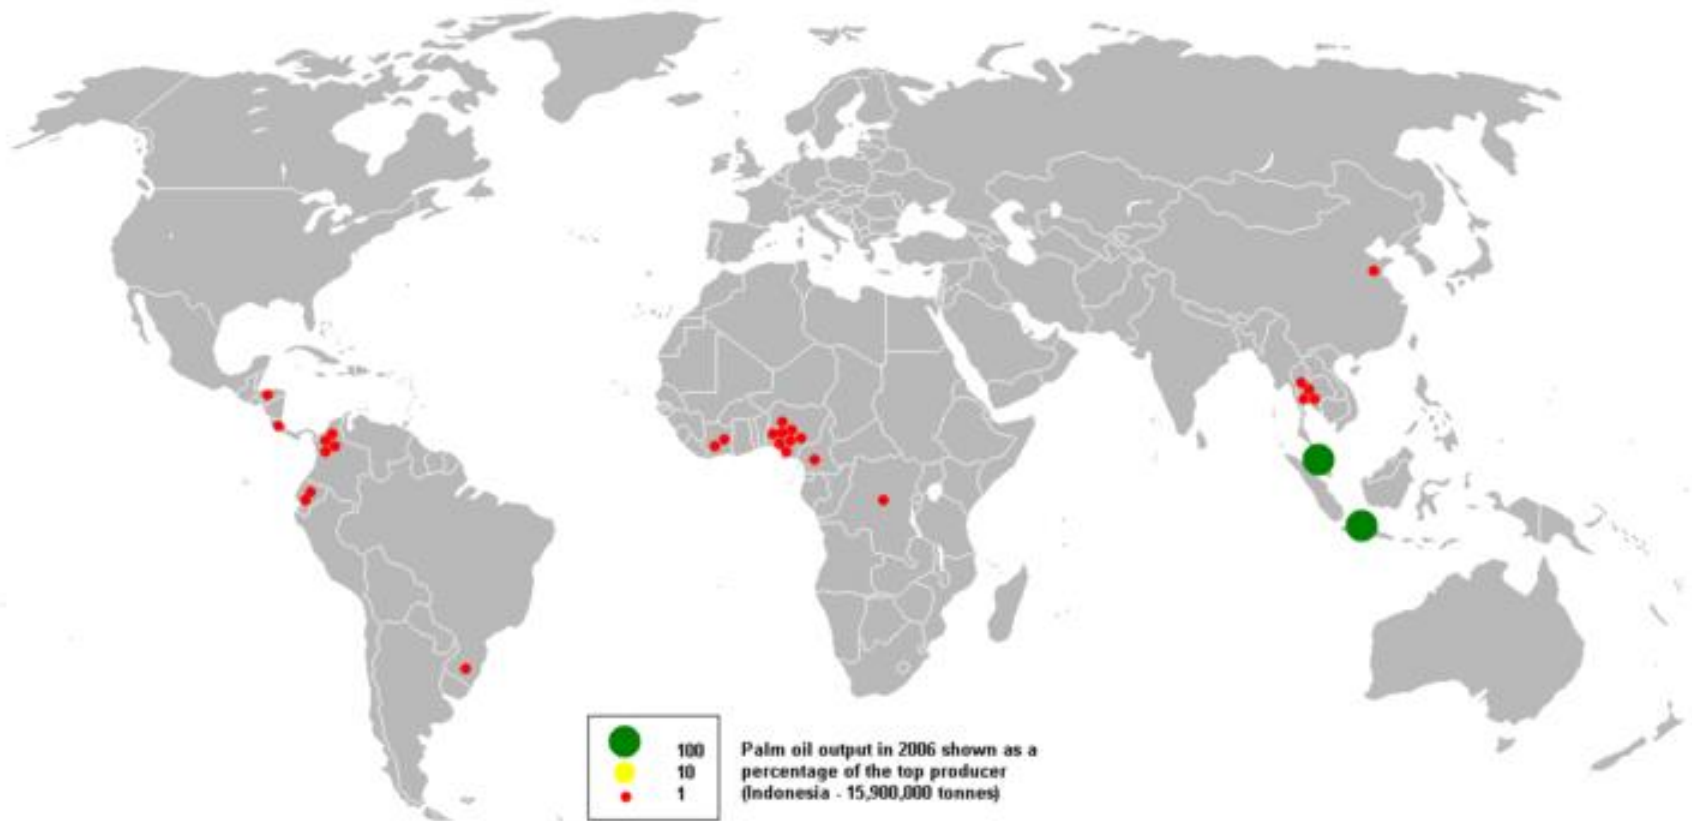 100
10
1
Palm oil output in 2006 shown as a
percentage of the top producer
(Indonesia - 15,900,000 tonnes)